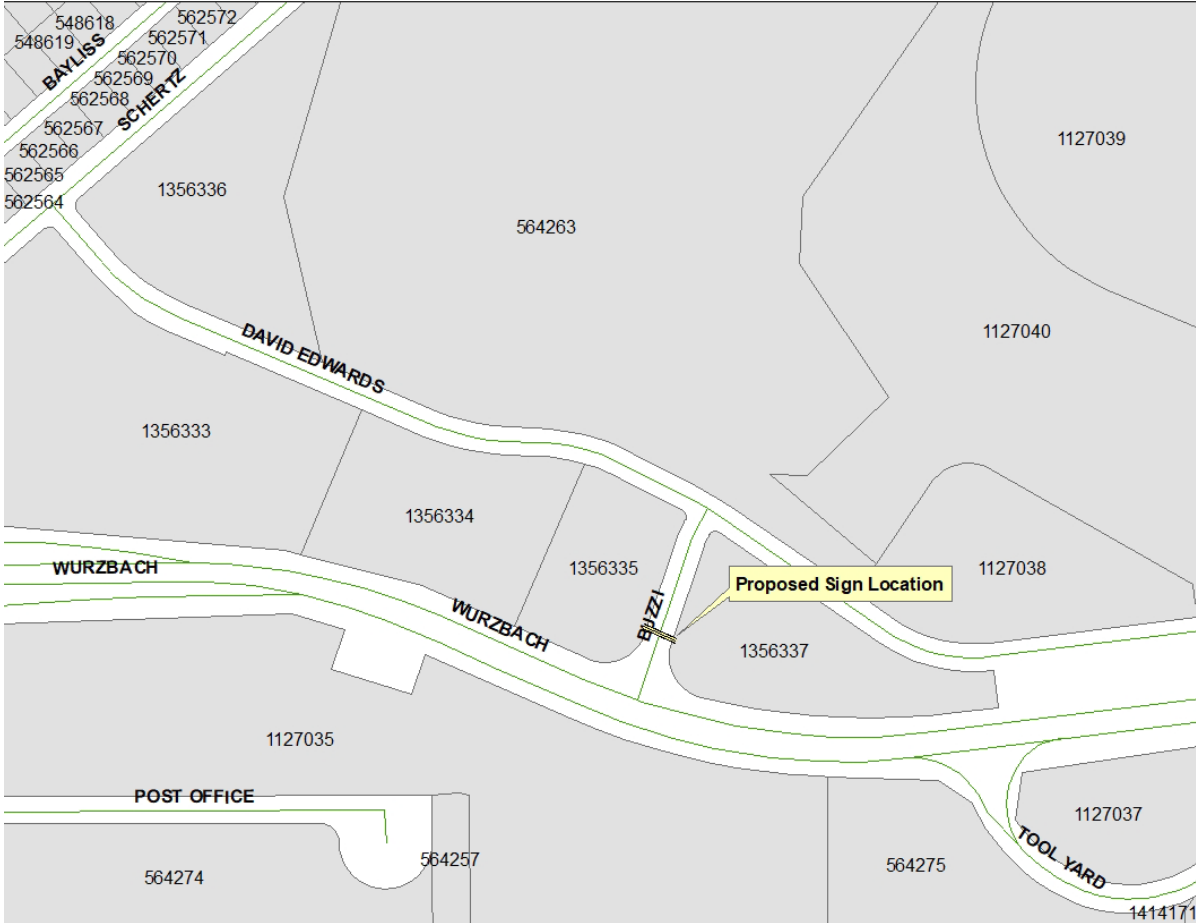 548618
562572
548619
562571
BAYLISS
562570
562569
SCHERTZ
562568
562567
562566
562565
562564
1356336
564263
1127039
1127040
DAVID EDWARDS
1356333
1356334
1356335
WURZBACH
WURZBACH
BUZZI
Proposed Sign Location
1127038
1356337
1127035
POST OFFICE
564257
564274
564275
1127037
TOOL YARD
1414171